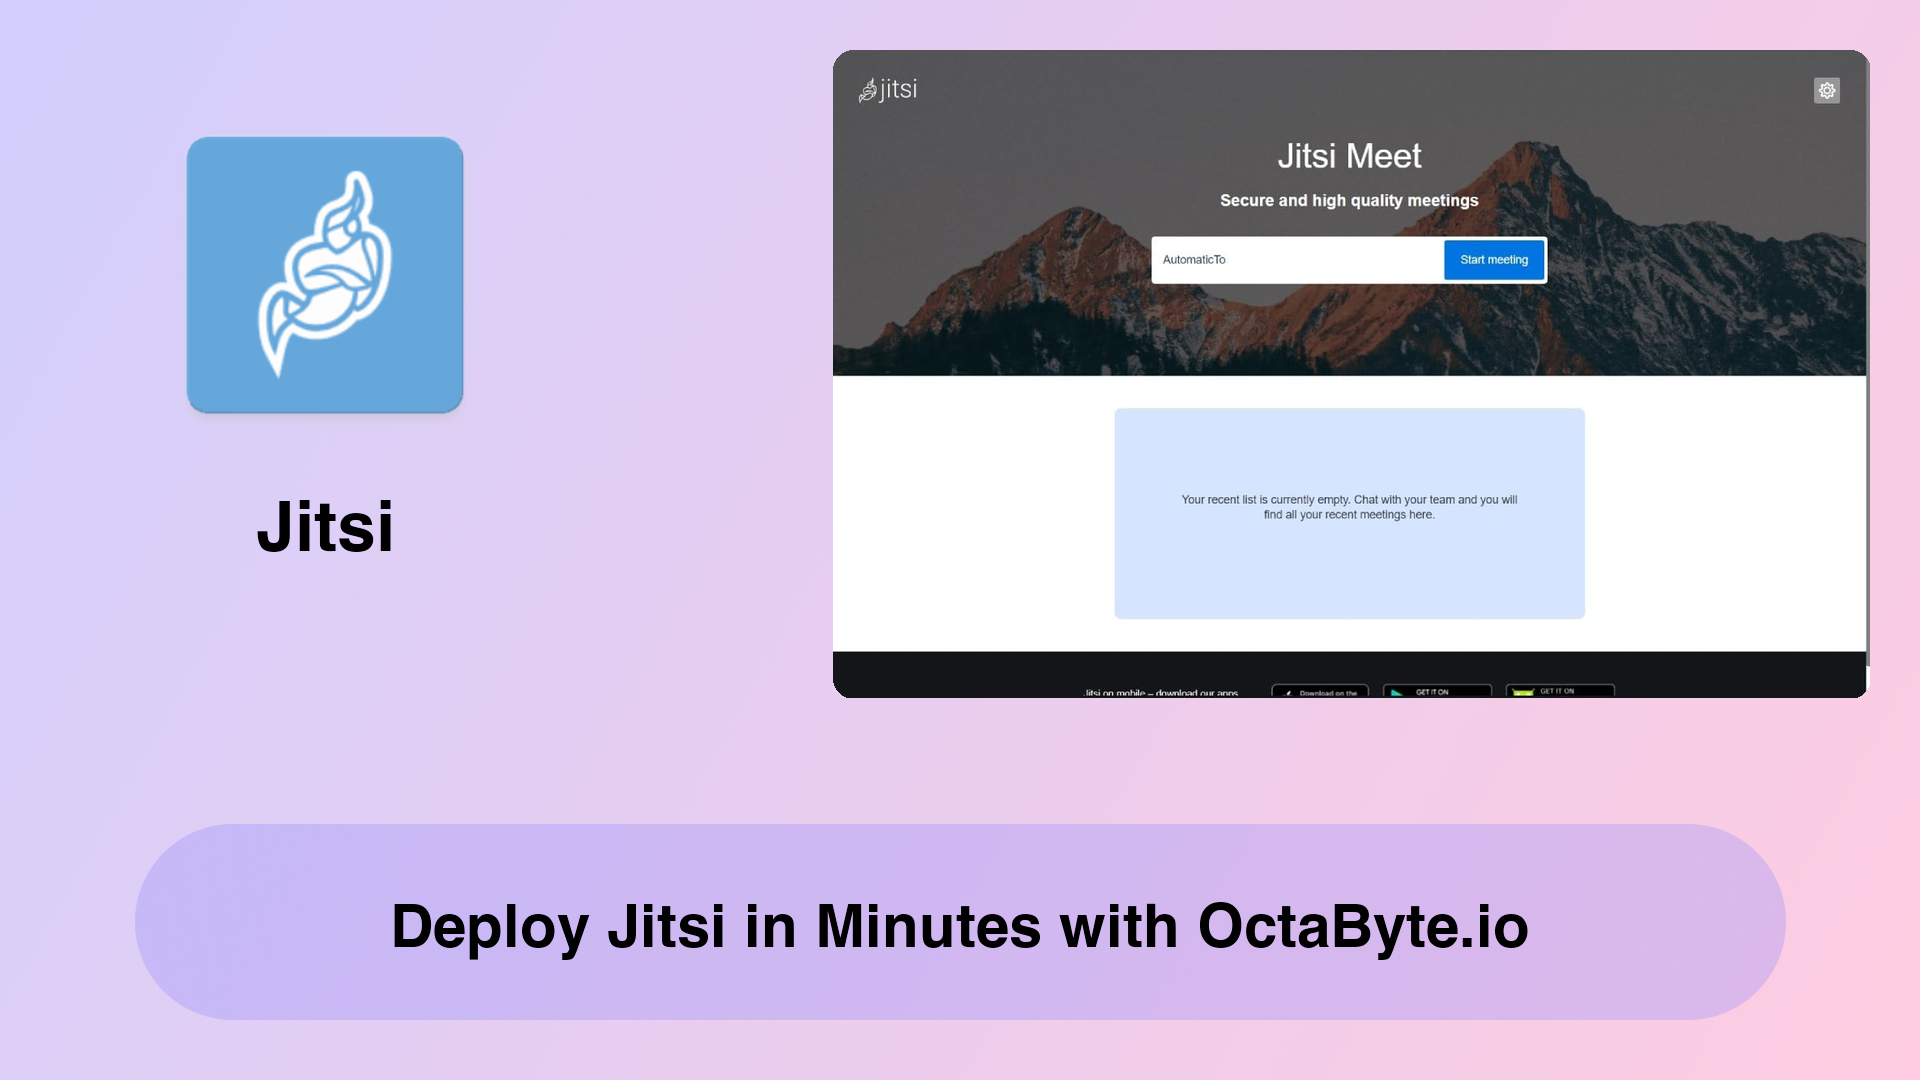 jitsi
Jitsi Meet
Secure and high quality meetings
AutomaticTo
Start meeting
Your recent list is currently empty. Chat with your team and you will
find all your recent meetings here.
Jitsi on mobile – download our apps
Download on the
GET IT ON
GET IT ON
Jitsi
Deploy Jitsi in Minutes with OctaByte.io